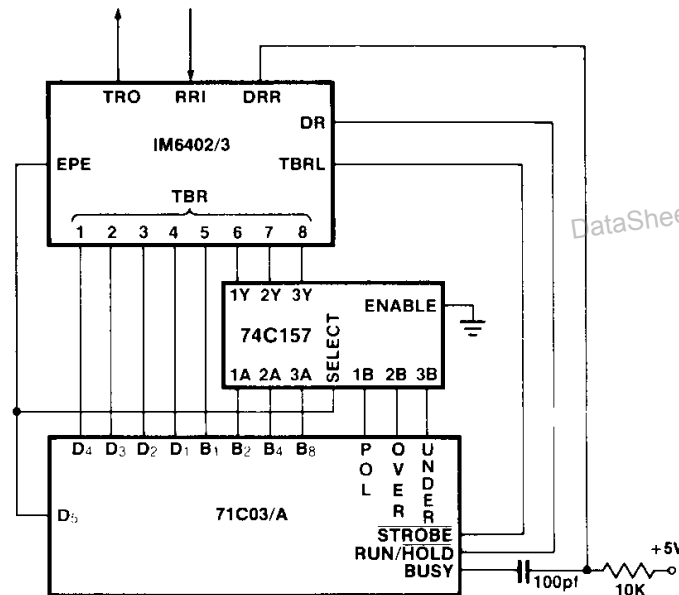 TRO RRI DRR
DR
IM6402/3
EPE TBRL
TBR
1 2 3 4 5 6 7 8
DataShee
1Y 2Y 3Y
ENABLE
74C157
SELECT
1A 2A 3A 1B 2B 3B
D4 D3 D2 D1 B1 B2 B4 B8
POL
OVER
UNDER
71C03/A
D5
STROBE
RUN/HOLD
BUSY
+5V
100pf
10K